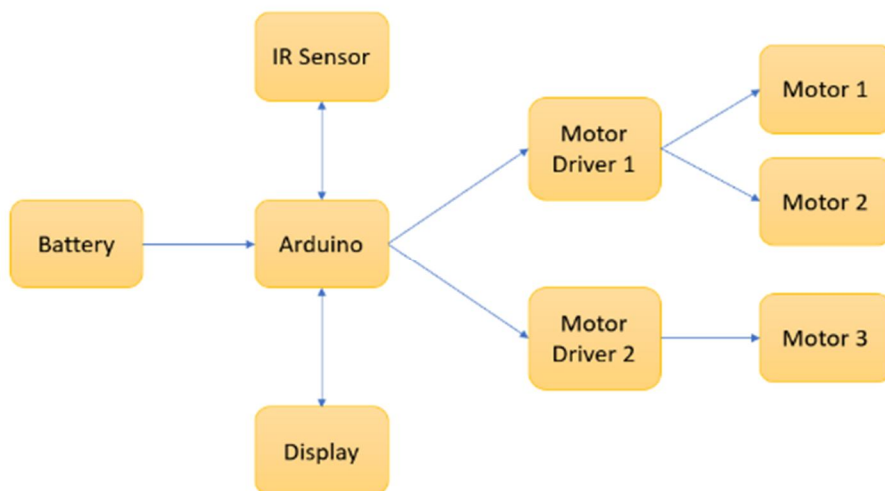 IR Sensor
Motor 1
Motor
Driver 1
Motor 2
Battery
Arduino
Motor
Driver 2
Motor 3
Display